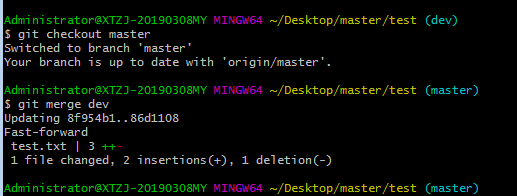 Administrator@XTZJ-20190308MY MINGW64 ~/Desktop/master/test (dev)
$ git checkout master
Switched to branch 'master'
Your branch is up to date with 'origin/master'.
Administrator@XTZJ-20190308MY MINGW64 ~/Desktop/master/test (master)
$ git merge dev
Updating 8f954b1..86d1108
Fast-forward
 test.txt | 3 ++-
 1 file changed, 2 insertions(+), 1 deletion(-)
Administrator@XTZJ-20190308MY MINGW64 ~/Desktop/master/test (master)